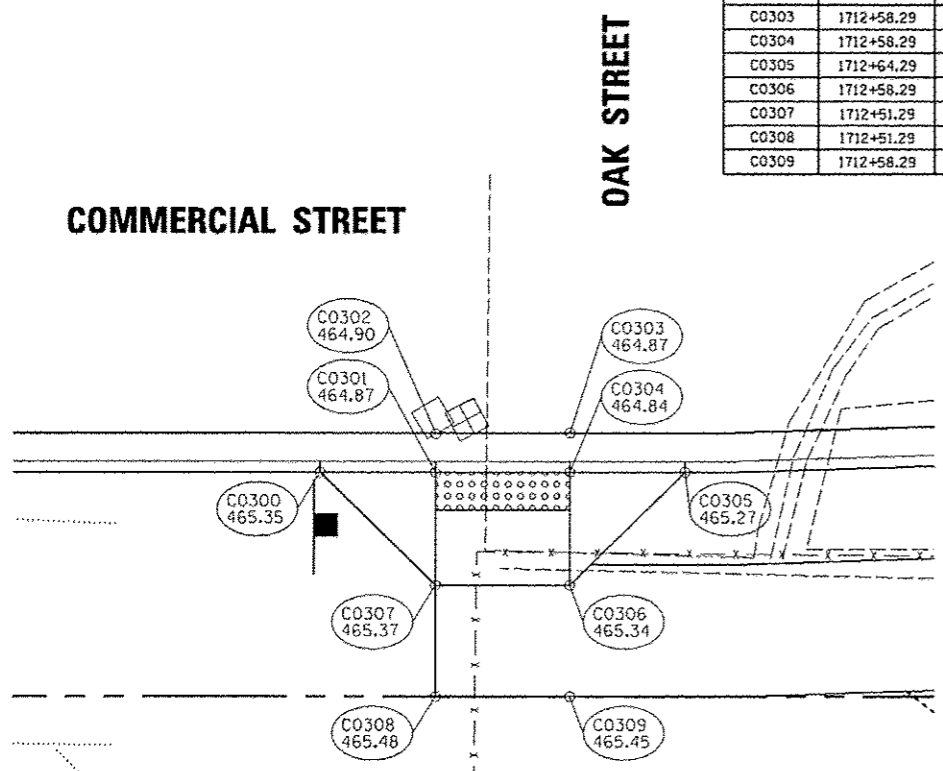 C0303 1712+58.29
C0304 1712+58.29
C0305 1712+64.29
C0306 1712+58.29
C0307 1712+51.29
C0308 1712+51.29
C0309 1712+58.29
OAK STREET
COMMERCIAL STREET
C0302
464.90
C0303
464.87
C0301
464.87
C0304
464.84
C0300
465.35
C0305
465.27
C0307
465.37
C0306
465.34
C0308
465.48
C0309
465.45